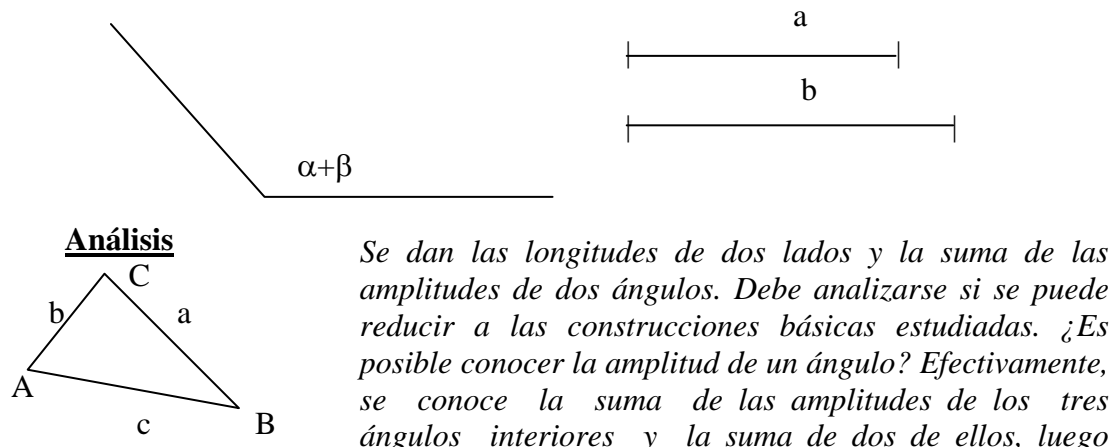 a
b
α+β
Análisis
C
b
a
A
c
B
Se dan las longitudes de dos lados y la suma de las
amplitudes de dos ángulos. Debe analizarse si se puede
reducir a las construcciones básicas estudiadas. ¿Es
posible conocer la amplitud de un ángulo? Efectivamente,
se conoce la suma de las amplitudes de los tres
ángulos interiores y la suma de dos de ellos, luego